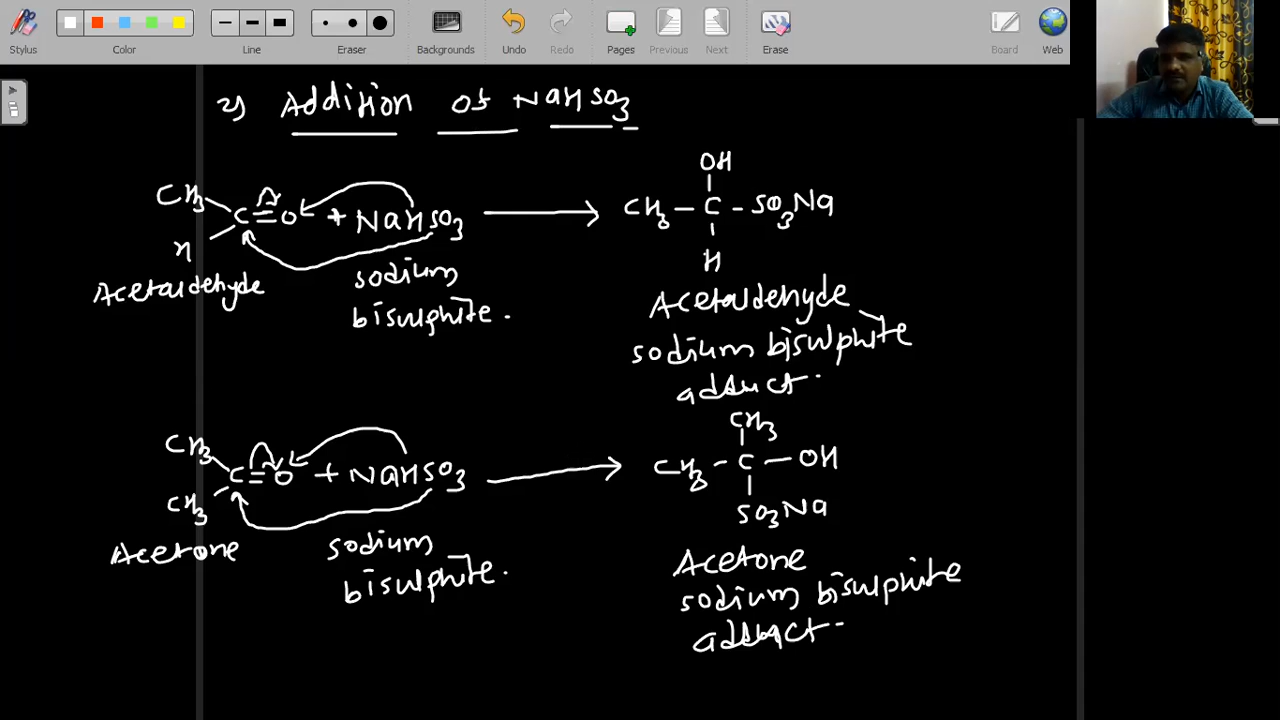 Stylus Color Line Eraser Backgrounds Undo Redo Pages Previous Next Erase Board Web
2) Addition of NaHSO3
CH3
C=O + NaHSO3
H
Acetaldehyde
sodium
bisulphite.
OH
CH3 - C - SO3Na
H
Acetaldehyde
sodium bisulphite
adduct.
CH3
C=O + NaHSO3
CH3
Acetone
sodium
bisulphite.
CH3
CH3 - C - OH
SO3Na
Acetone
sodium bisulphite
adduct-